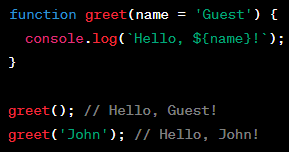 function greet(name = 'Guest') {
  console.log(`Hello, ${name}!`);
}

greet(); // Hello, Guest!
greet('John'); // Hello, John!